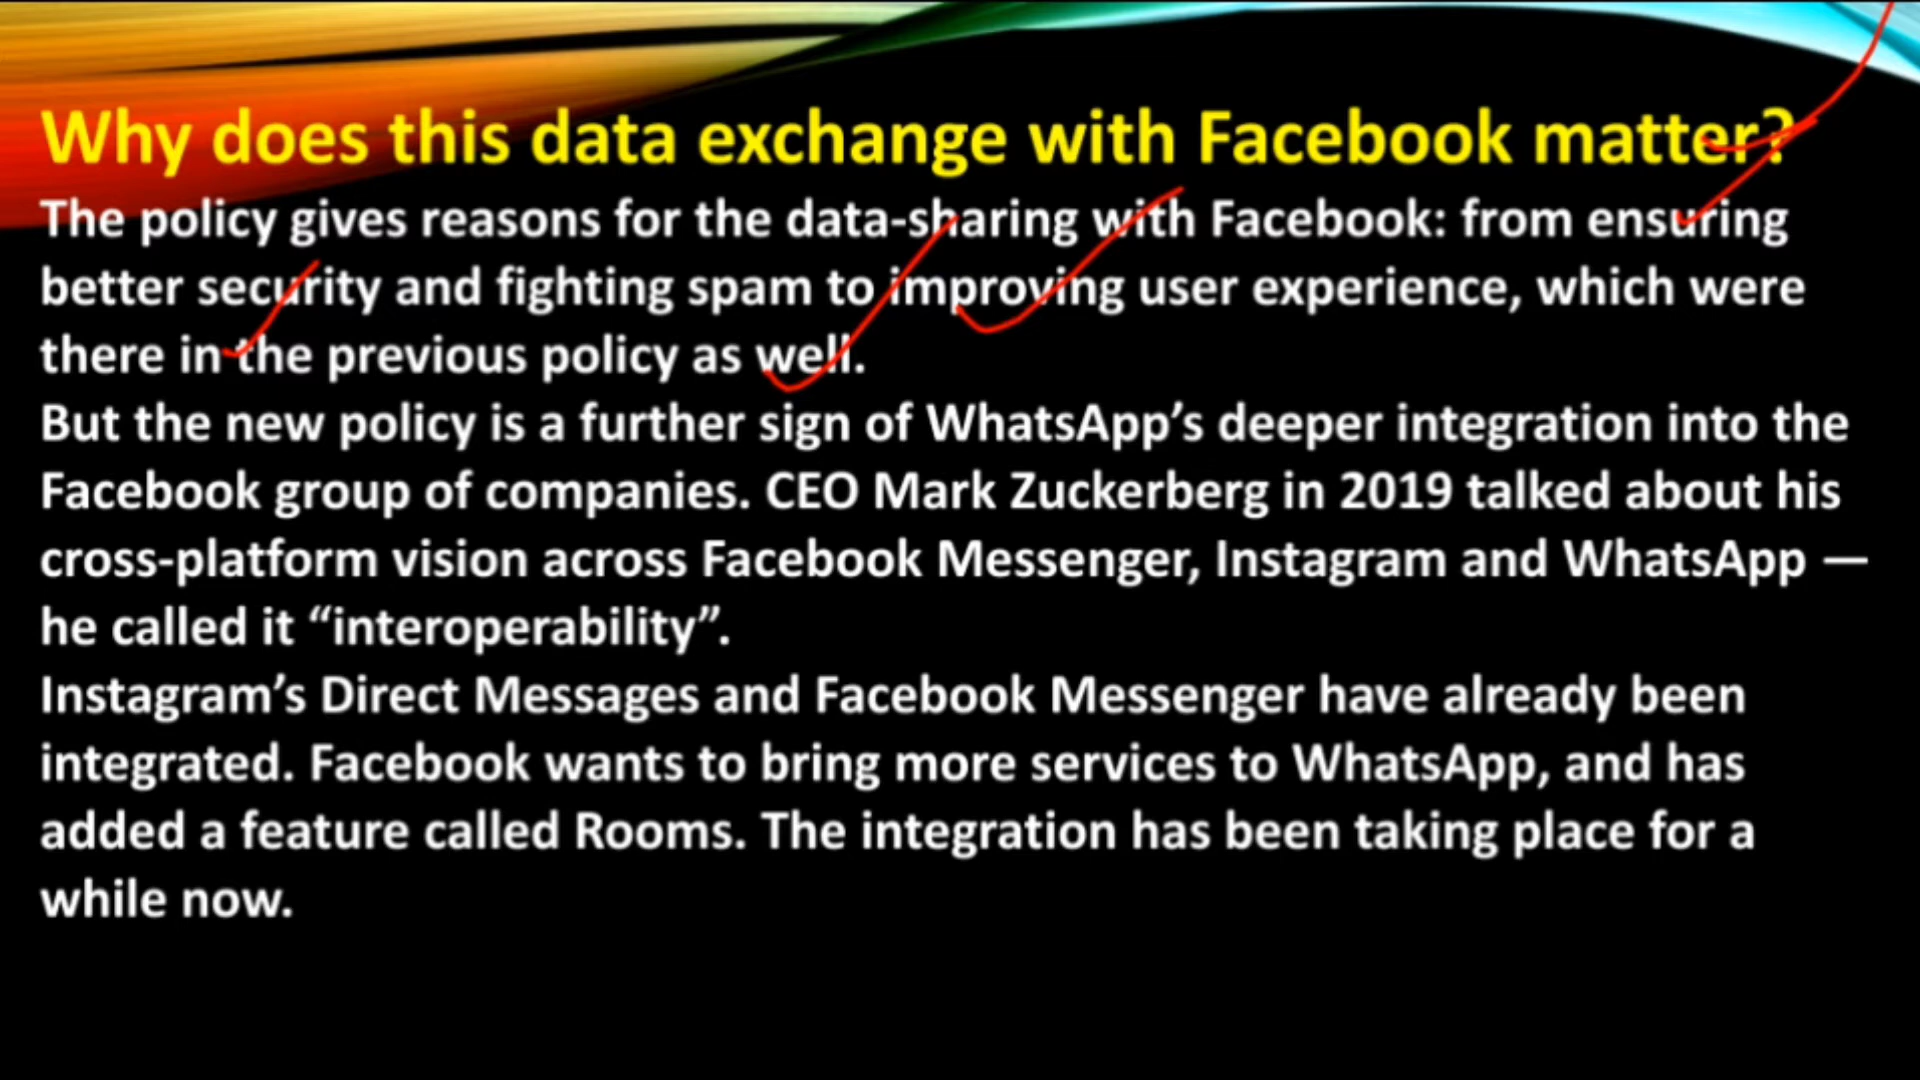 Why does this data exchange with Facebook matter?
The policy gives reasons for the data-sharing with Facebook: from ensuring
better security and fighting spam to improving user experience, which were
there in the previous policy as well.
But the new policy is a further sign of WhatsApp’s deeper integration into the
Facebook group of companies. CEO Mark Zuckerberg in 2019 talked about his
cross-platform vision across Facebook Messenger, Instagram and WhatsApp —
he called it “interoperability”.
Instagram’s Direct Messages and Facebook Messenger have already been
integrated. Facebook wants to bring more services to WhatsApp, and has
added a feature called Rooms. The integration has been taking place for a
while now.